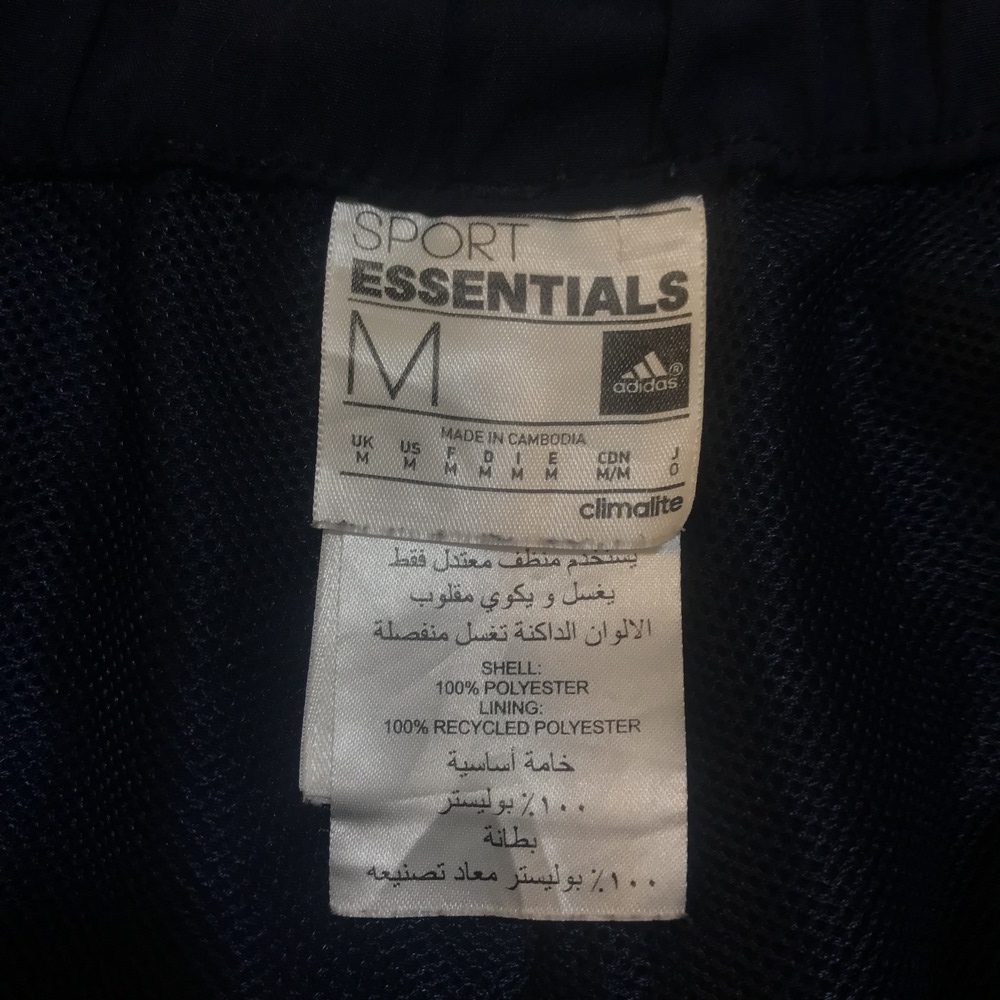 SPORT
ESSENTIALS
M
adidas®
MADE IN CAMBODIA
UK US F D I E CDN J
M M M M M M M/M O
climalite
يستخدم منظف معتدل فقط
يغسل و يكوي مقلوب
الالوان الداكنة تغسل منفصلة
SHELL:
100% POLYESTER
LINING:
100% RECYCLED POLYESTER
خامة أساسية
١٠٠٪ بوليستر
بطانة
١٠٠٪ بوليستر معاد تصنيعه